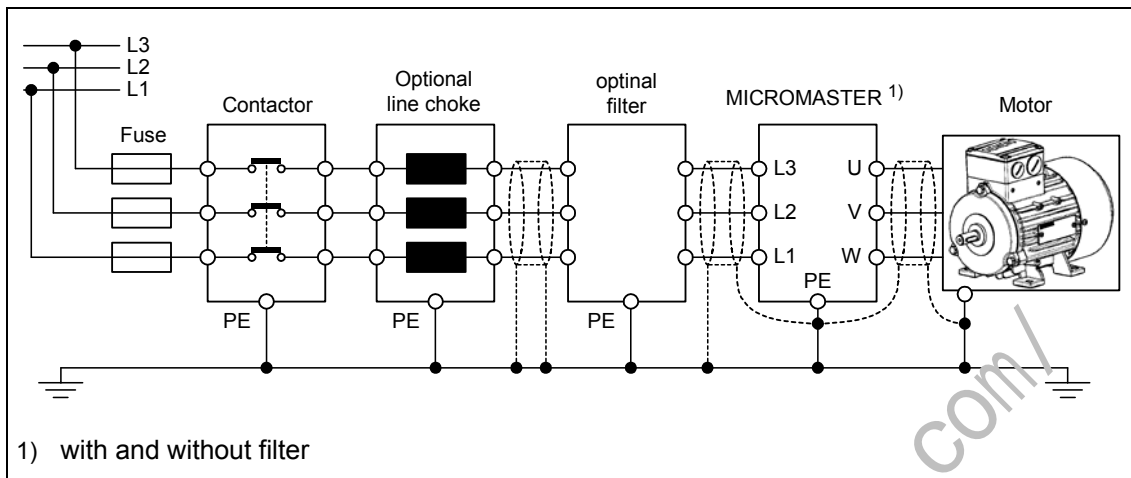 L3
L2
L1
Fuse
Contactor
Optional
line choke
optinal
filter
MICROMASTER 1)
Motor
L3
L2
L1
U
V
W
PE
PE
PE
PE
com/
1) with and without filter